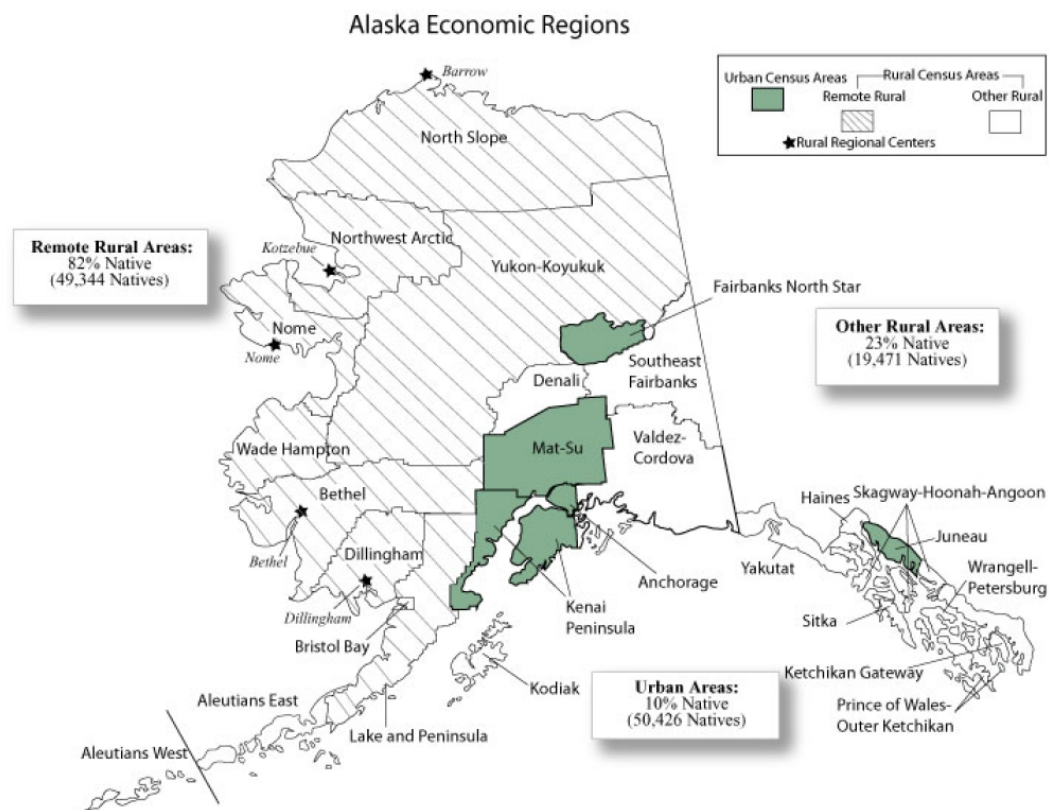 Alaska Economic Regions
Urban Census Areas
Rural Census Areas
Remote Rural
Other Rural
Rural Regional Centers
Barrow
North Slope
Remote Rural Areas:
82% Native
(49,344 Natives)
Kotzebue
Northwest Arctic
Yukon-Koyukuk
Fairbanks North Star
Nome
Nome
Other Rural Areas:
23% Native
(19,471 Natives)
Denali
Southeast
Fairbanks
Wade Hampton
Mat-Su
Valdez-
Cordova
Bethel
Bethel
Dillingham
Dillingham
Bristol Bay
Anchorage
Kenai
Peninsula
Haines
Skagway-Hoonah-Angoon
Juneau
Yakutat
Wrangell-
Petersburg
Sitka
Ketchikan Gateway
Prince of Wales-
Outer Ketchikan
Kodiak
Urban Areas:
10% Native
(50,426 Natives)
Aleutians East
Lake and Peninsula
Aleutians West